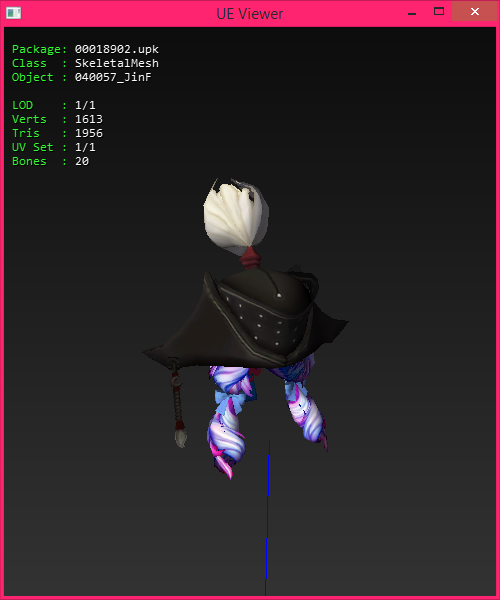 UE Viewer
Package: 00018902.upk
Class : SkeletalMesh
Object : 040057_JinF
LOD : 1/1
Verts : 1613
Tris : 1956
UV Set : 1/1
Bones : 20